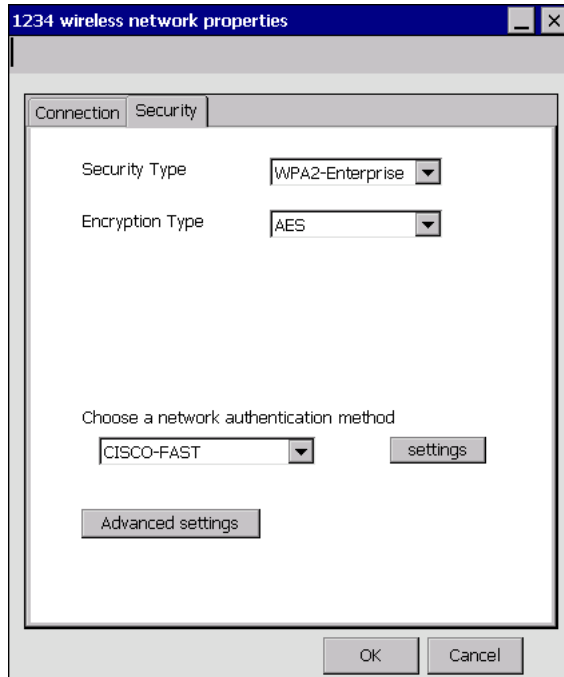 1234 wireless network properties
Connection Security
Security Type WPA2-Enterprise
Encryption Type AES
Choose a network authentication method
CISCO-FAST settings
Advanced settings
OK Cancel